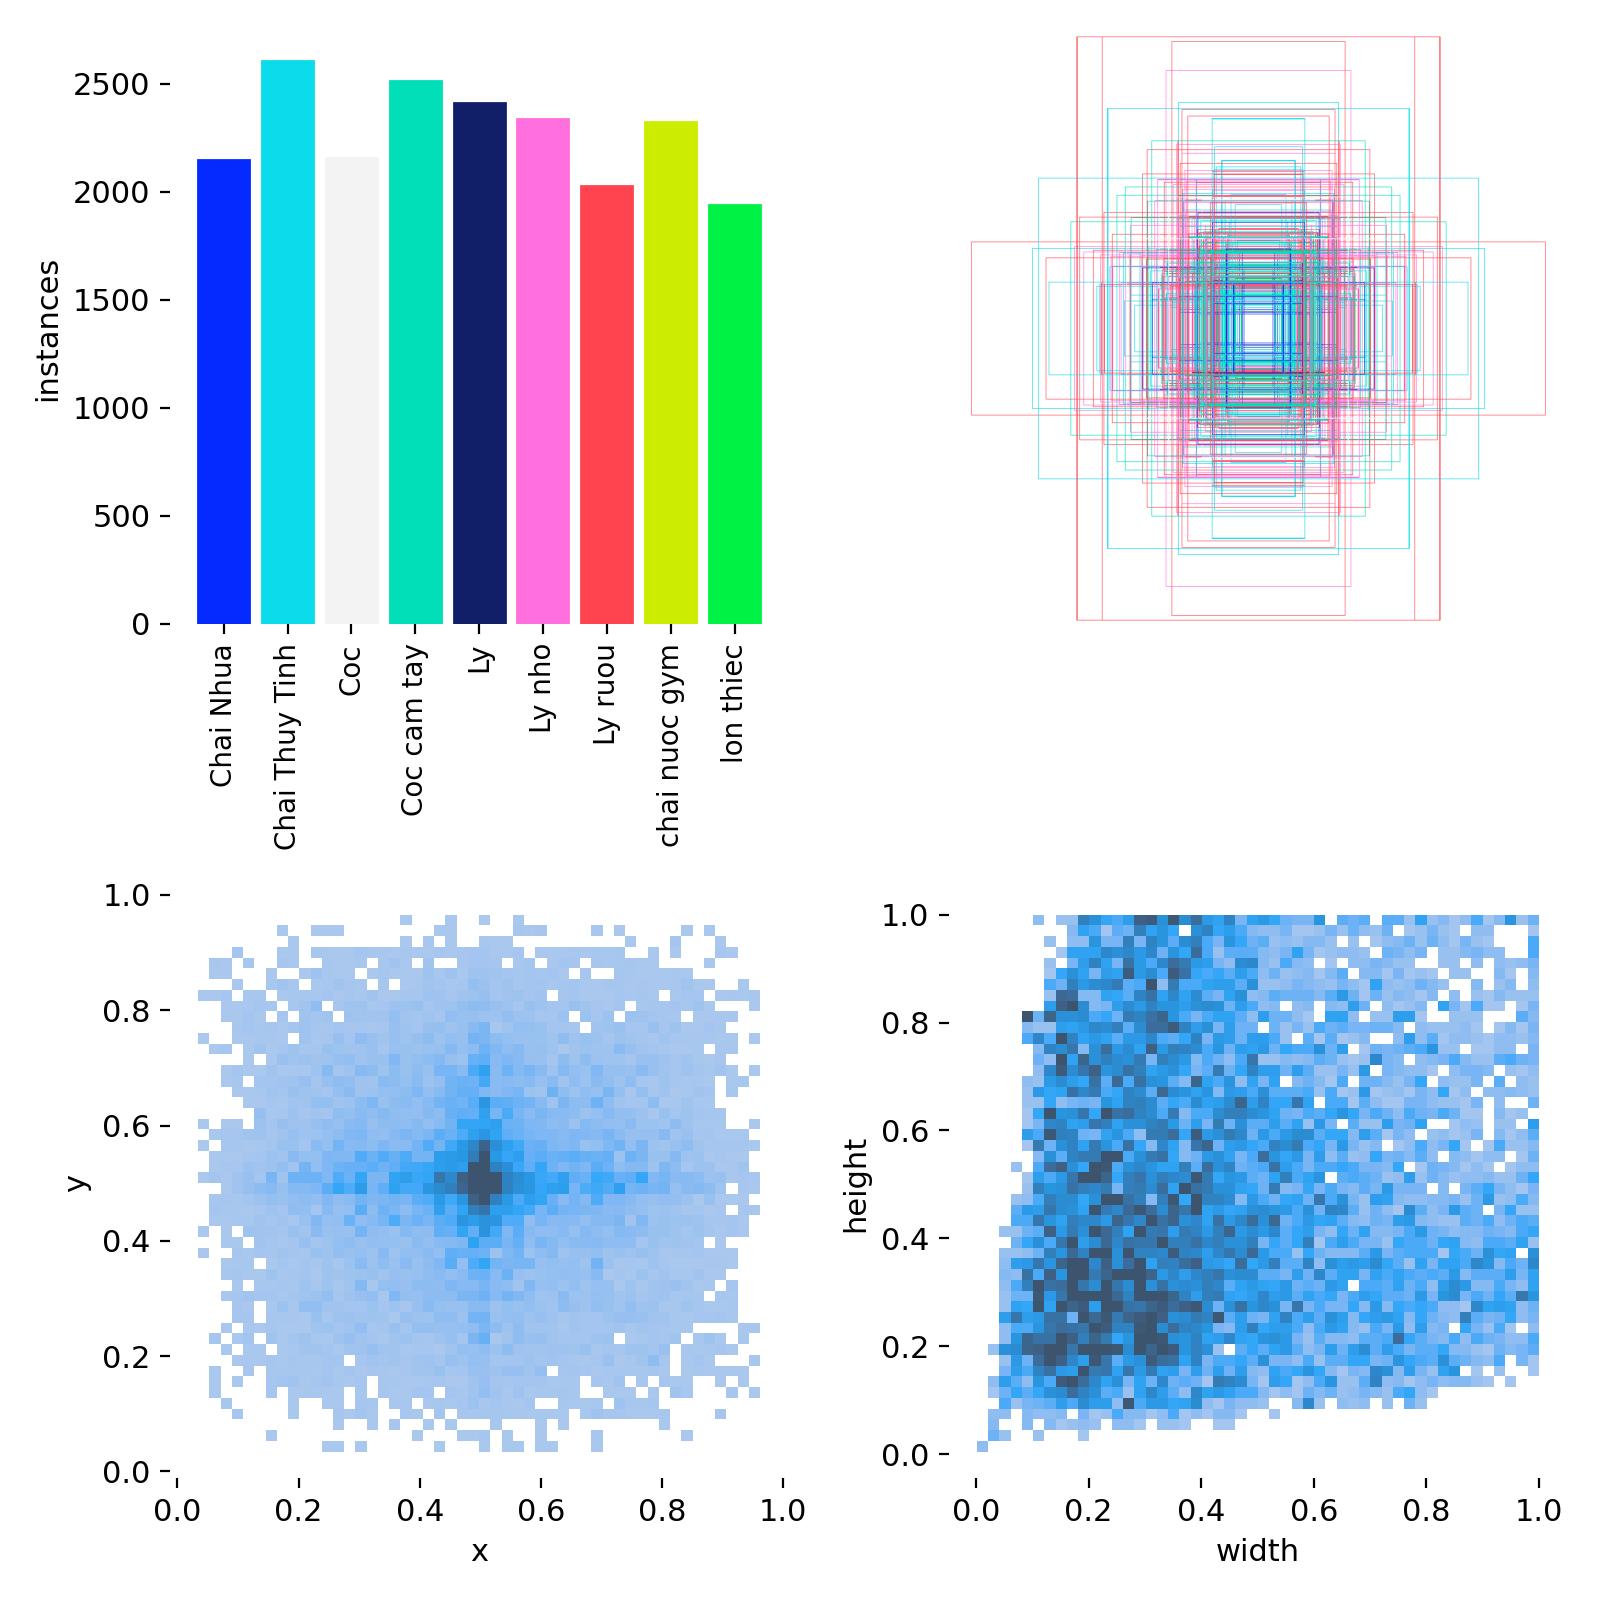 instances
2500
2000
1500
1000
500
0
Chai Nhua
Chai Thuy Tinh
Coc
Coc cam tay
Ly
Ly nho
Ly ruou
chai nuoc gym
lon thiec
y
1.0
0.8
0.6
0.4
0.2
0.0
0.0 0.2 0.4 0.6 0.8 1.0
x
height
1.0
0.8
0.6
0.4
0.2
0.0
0.0 0.2 0.4 0.6 0.8 1.0
width